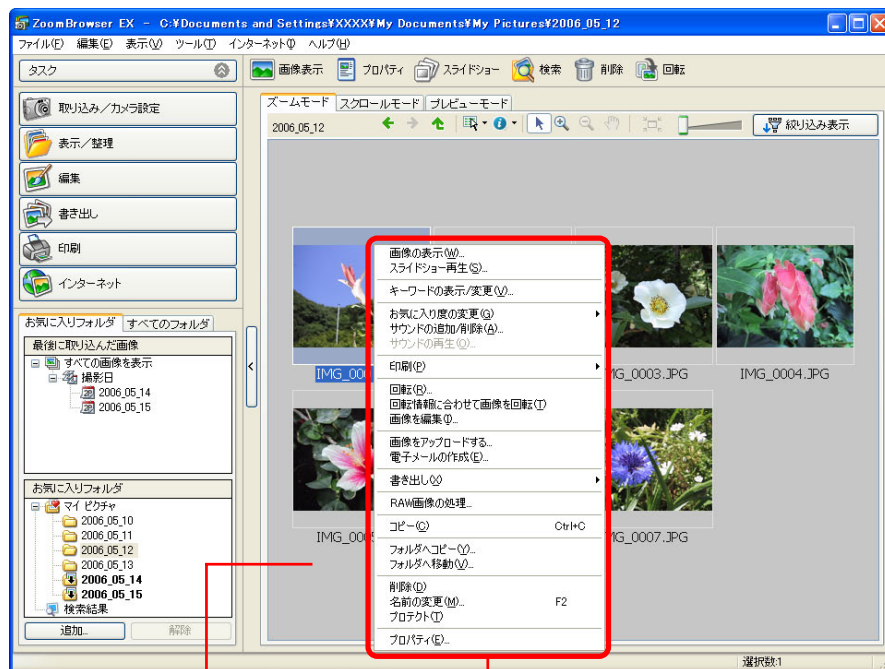 ZoomBrowser EX - C:¥Documents and Settings¥XXXX¥My Documents¥My Pictures¥2006_05_12
ファイル(F) 編集(E) 表示(V) ツール(T) インターネット(I) ヘルプ(H)
タスク
画像表示 プロパティ スライドショー 検索 削除 回転
取り込み／カメラ設定
表示／整理
編集
書き出し
印刷
インターネット
ズームモード スクロールモード プレビューモード
2006_05_12
絞り込み表示
お気に入りフォルダ すべてのフォルダ
最後に取り込んだ画像
すべての画像を表示
撮影日
2006_05_14
2006_05_15
お気に入りフォルダ
マイ ピクチャ
2006_05_10
2006_05_11
2006_05_12
2006_05_13
2006_05_14
2006_05_15
検索結果
追加... 解除
画像の表示(W)...
スライドショー再生(S)...
キーワードの表示/変更(V)...
お気に入り度の変更(G)
サウンドの追加/削除(A)...
サウンドの再生(O)...
印刷(P)
回転(R)...
回転情報に合わせて画像を回転(T)
画像を編集(I)...
画像をアップロードする...
電子メールの作成(E)...
書き出し(X)
RAW画像の処理...
コピー(C) Ctrl+C
フォルダへコピー(Y)...
フォルダへ移動(V)...
削除(D)
名前の変更(M)... F2
プロテクト(T)
プロパティ(E)...
IMG_0003.JPG
IMG_0004.JPG
IMG_0007.JPG
選択数:1